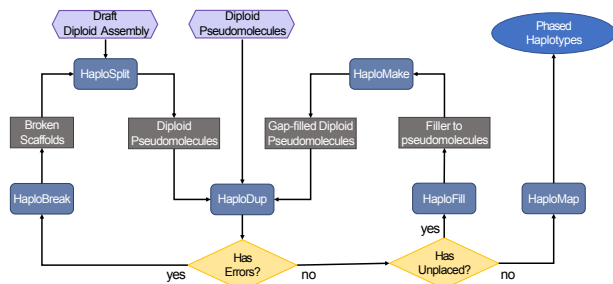 Draft
Diploid Assembly
Diploid
Pseudomolecules
Phased
Haplotypes
HaploSplit
HaploMake
Broken
Scaffolds
Diploid
Pseudomolecules
Gap-filled Diploid
Pseudomolecules
Filler to
pseudomolecules
HaploBreak
HaploDup
HaploFill
HaploMap
yes
Has
Errors?
no
yes
Has
Unplaced?
no